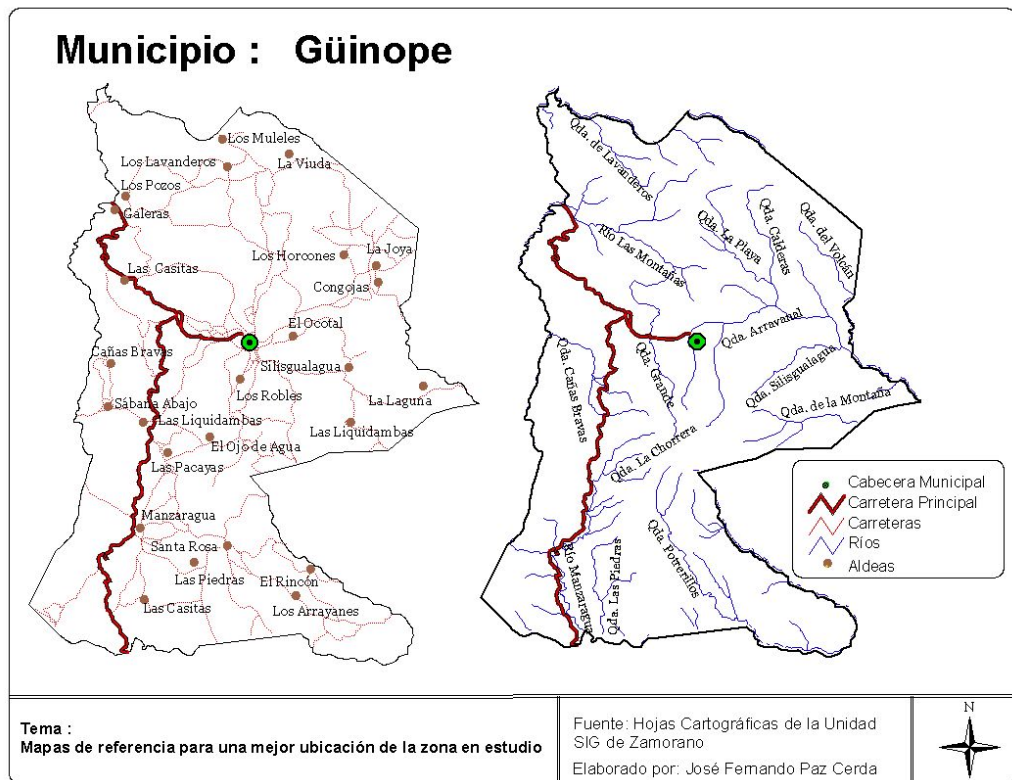 Municipio : Güinope
Los Muleles
Los Lavanderos
La Viuda
Los Pozos
Galeras
Los Horcones
La Joya
Las Casitas
Congojas
El Ocotal
Cañas Bravas
Silisgualagua
Los Robles
La Laguna
Sábana Abajo
Las Liquidambas
Las Liquidambas
El Ojo de Agua
Las Pacayas
Manzaragua
Santa Rosa
Las Piedras
El Rincón
Las Casitas
Los Arrayanes
Qda. de Lavanderos
Río Las Montañas
Qda. La Playa
Qda. Calderas
Qda. del Volcán
Qda. Arravanal
Qda. Cañas Bravas
Qda. Grande
Qda. Silisgualagua
Qda. de la Montaña
Qda. La Chorrera
Río Manzaragua
Qda. Las Piedras
Qda. Potrerillos
Cabecera Municipal
Carretera Principal
Carreteras
Ríos
Aldeas
Tema :
Mapas de referencia para una mejor ubicación de la zona en estudio
Fuente: Hojas Cartográficas de la Unidad
SIG de Zamorano
Elaborado por: José Fernando Paz Cerda
N